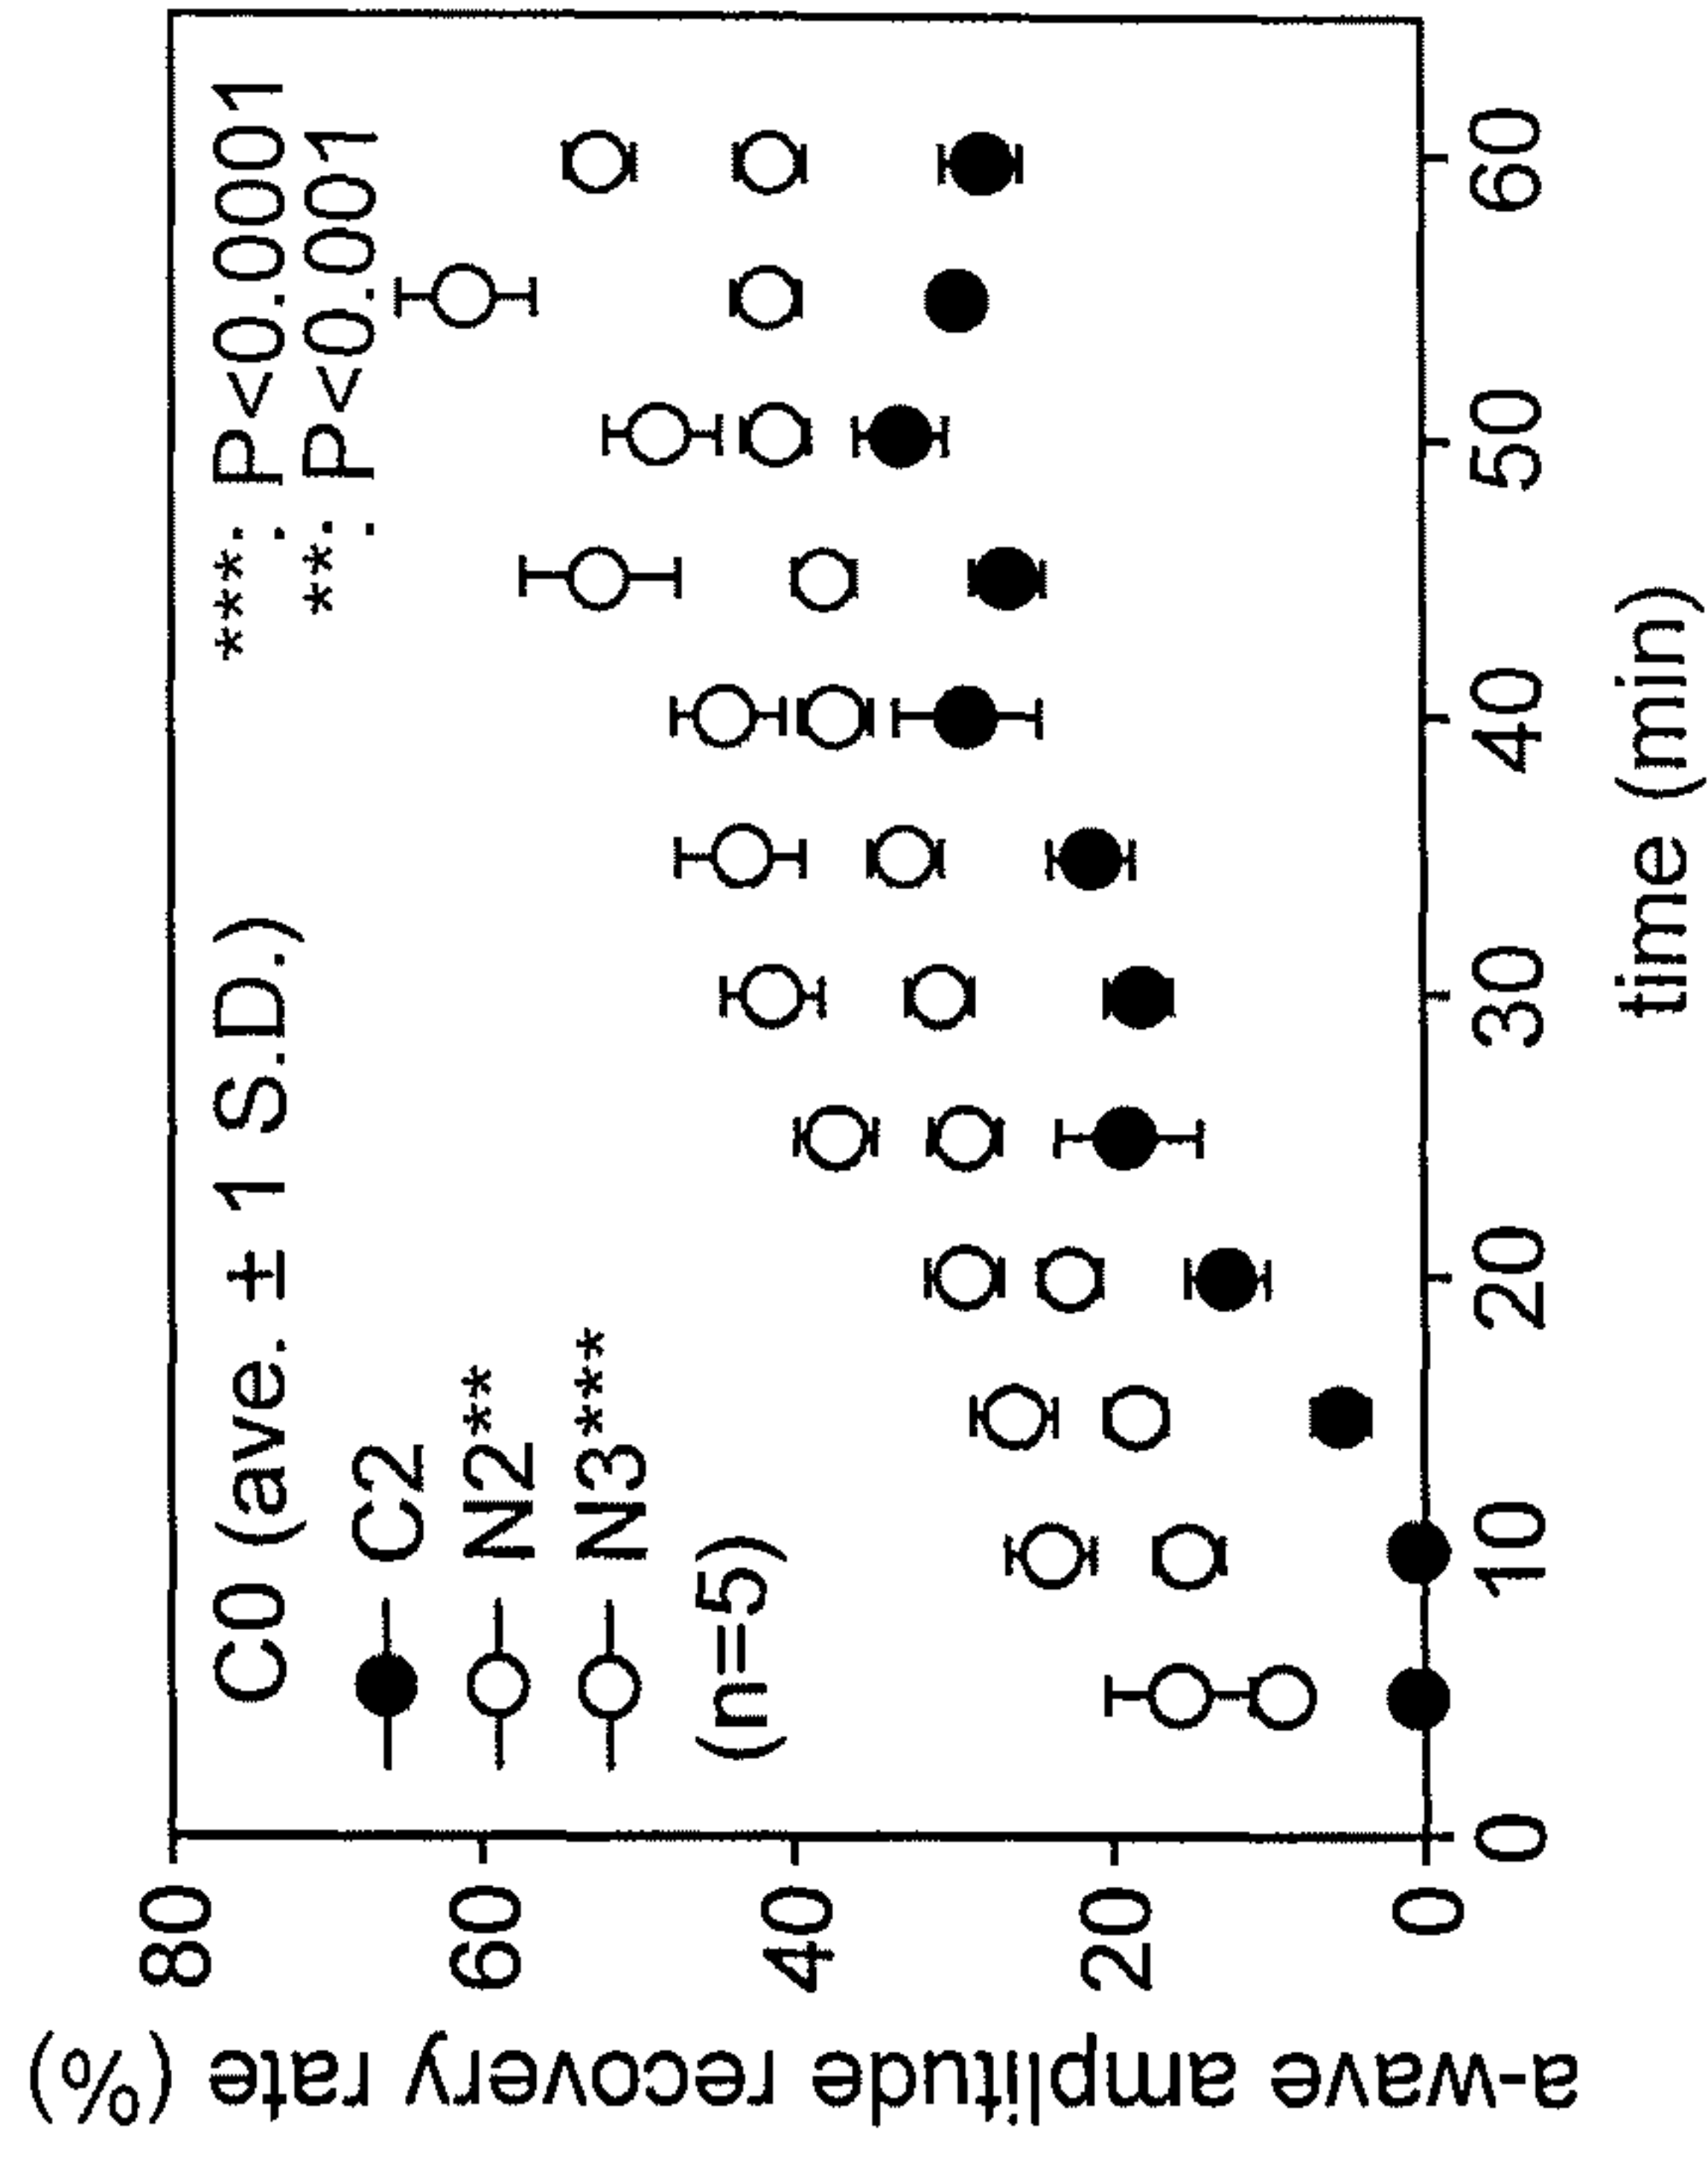 a-wave amplitude recovery rate (%)
80
60
40
20
0
C0 (ave. ± 1 S.D.)
C2
N2**
N3***
(n=5)
***: P<0.0001
**: P<0.001
0 10 20 30 40 50 60
time (min)